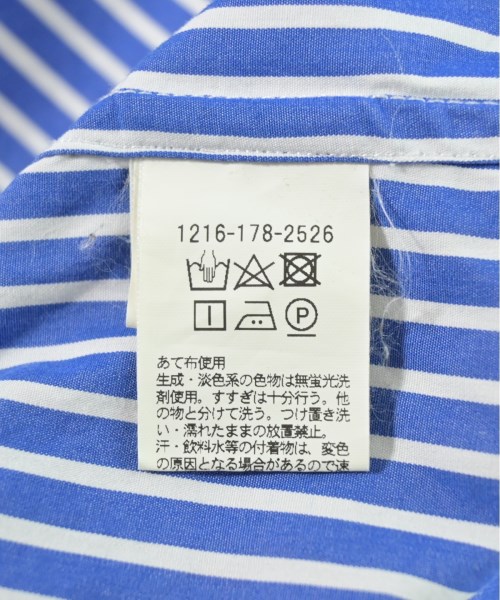 1216-178-2526
P
あて布使用
生成・淡色系の色物は無蛍光洗
剤使用。すすぎは十分行う。他
の物と分けて洗う。つけ置き洗
い・濡れたままの放置禁止。
汗・飲料水等の付着物は、変色
の原因となる場合があるので速